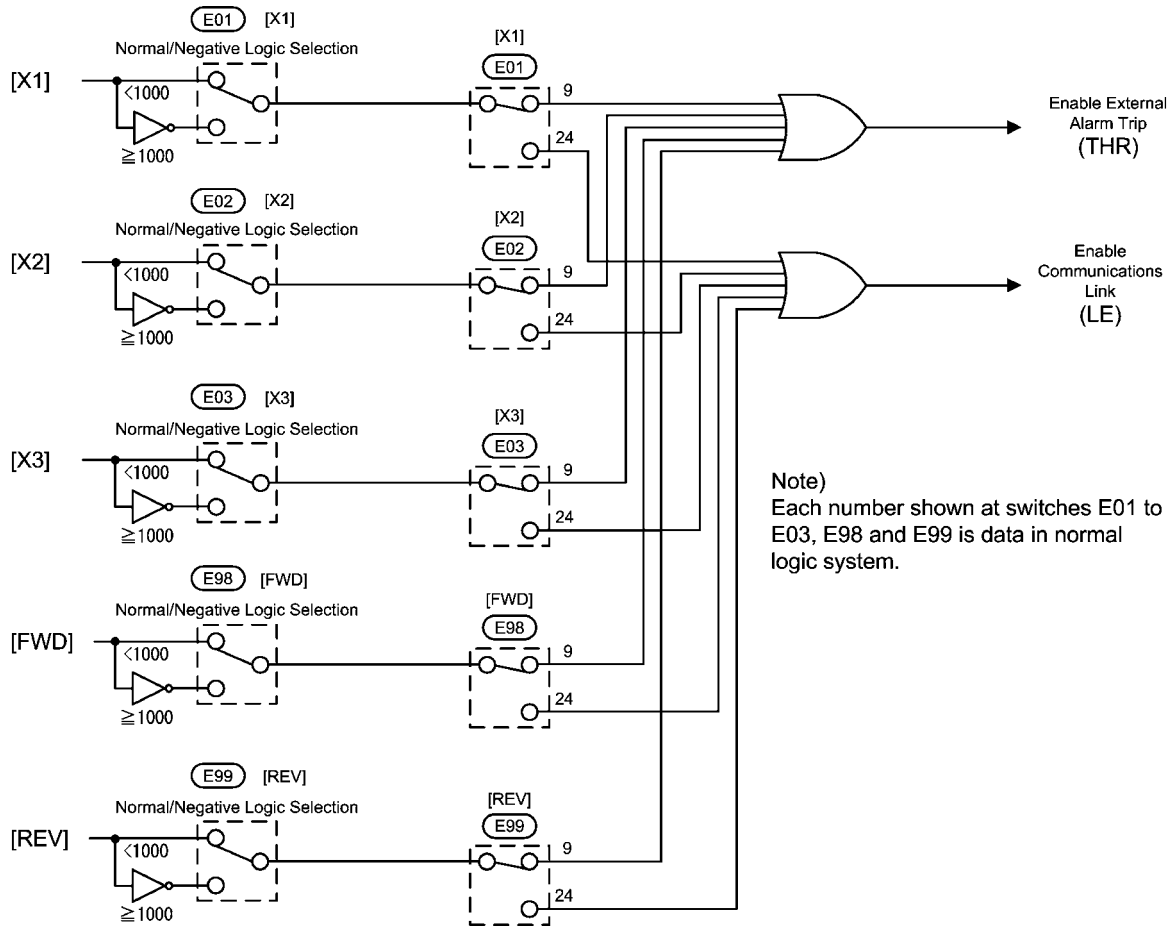 E01 [X1]
Normal/Negative Logic Selection
[X1]
<1000
≧1000
[X1]
E01
9
24
Enable External
Alarm Trip
(THR)
E02 [X2]
Normal/Negative Logic Selection
[X2]
<1000
≧1000
[X2]
E02
9
24
Enable
Communications
Link
(LE)
E03 [X3]
Normal/Negative Logic Selection
[X3]
<1000
≧1000
[X3]
E03
9
24
Note)
Each number shown at switches E01 to
E03, E98 and E99 is data in normal
logic system.
E98 [FWD]
Normal/Negative Logic Selection
[FWD]
<1000
≧1000
[FWD]
E98
9
24
E99 [REV]
Normal/Negative Logic Selection
[REV]
<1000
≧1000
[REV]
E99
9
24